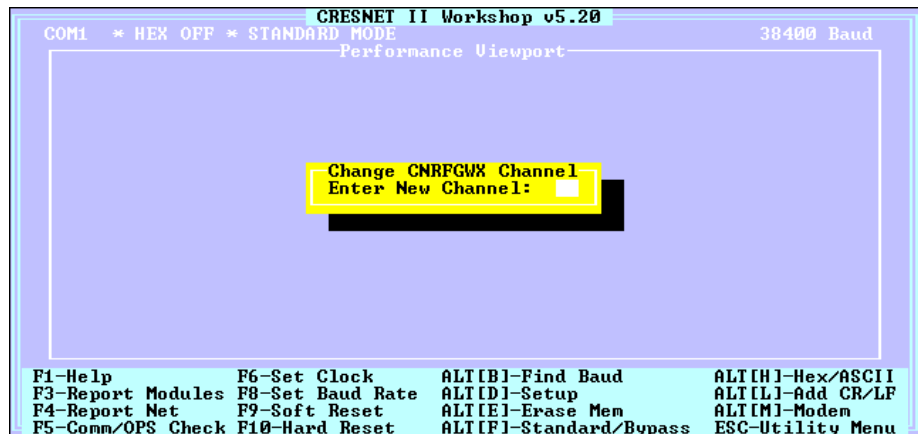 CRESNET II Workshop v5.20
COM1 * HEX OFF * STANDARD MODE 38400 Baud
Performance Viewport
Change CNRFGWX Channel
Enter New Channel:
F1-Help F6-Set Clock ALT[B]-Find Baud ALT[H]-Hex/ASCII
F3-Report Modules F8-Set Baud Rate ALT[D]-Setup ALT[L]-Add CR/LF
F4-Report Net F9-Soft Reset ALT[E]-Erase Mem ALT[M]-Modem
F5-Comm/OPS Check F10-Hard Reset ALT[F]-Standard/Bypass ESC-Utility Menu